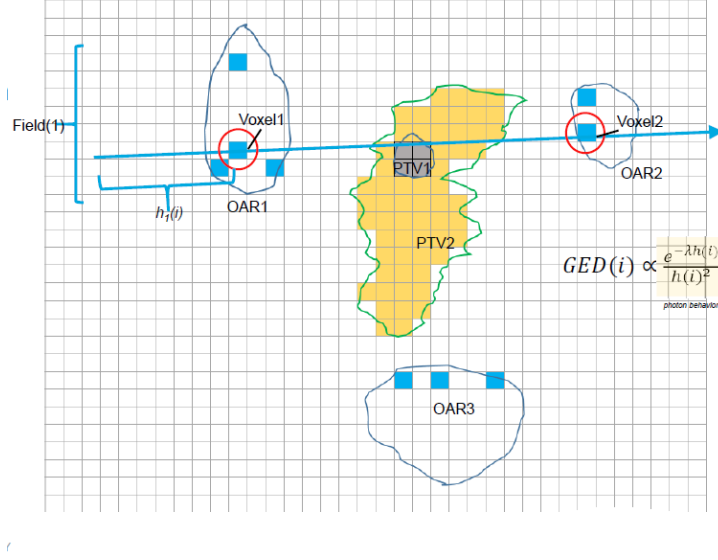 Field(1)
Voxel1
Voxel2
PTV1
OAR2
h₁(i)
OAR1
PTV2
GED(i) ∝ e^{-λh(i)} / h(i)²
photon behavior
OAR3